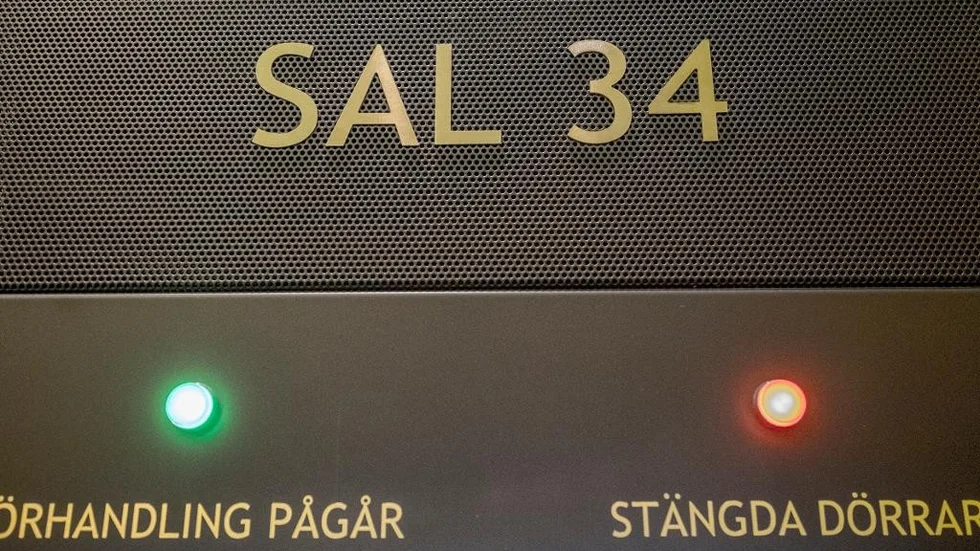 SAL 34
ÖRHANDLING PÅGÅR
STÄNGDA DÖRRAR